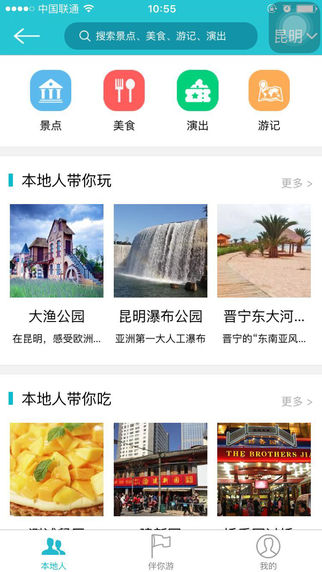 中国联通 10:55
搜索景点、美食、游记、演出 昆明
景点 美食 演出 游记
本地人带你玩 更多 >
大渔公园 昆明瀑布公园 晋宁东大河...
在昆明，感受欧洲... 亚洲第一大人工瀑布 晋宁的“东南亚风...
本地人带你吃 更多 >
THE BROTHERS JIA
本地人 伴你游 我的